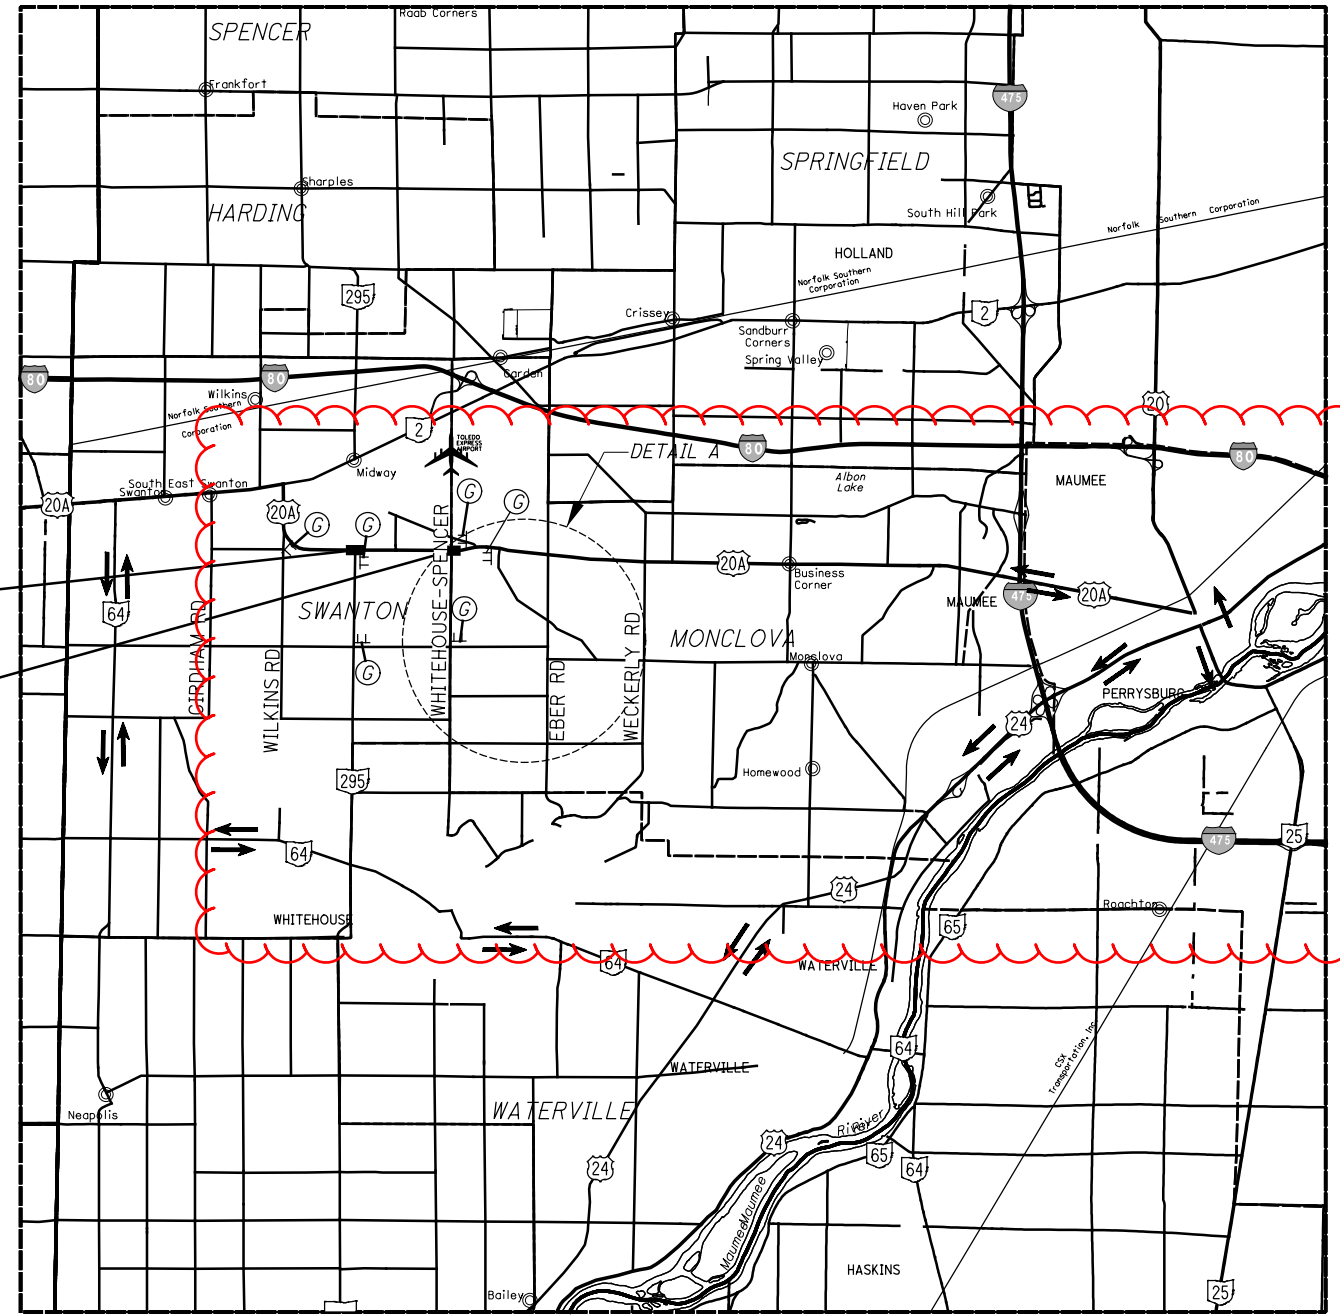 Raab Corners
SPENCER
Frankfort
475
Haven Park
SPRINGFIELD
Sharples
HARDING
South Hill Park
Norfolk Southern Corporation
HOLLAND
Norfolk Southern
Corporation
295
2
Crissey
Sandburr
Corners
Spring Valley
Garden
80
80
Wilkins
20
Norfolk Southern
Corporation
2
TOLEDO
EXPRESS
AIRPORT
DETAIL A
80
80
Midway
Albon
Lake
MAUMEE
South East Swanton
Swanton
20A
20A
G
G
G
G
WHITEHOUSE-SPENCER
20A
Business
Corner
475
20A
MAUMEE
64
GIRDHAM RD
SWANTON
G
MONCLOVA
WILKINS RD
G
EBER RD
WECKERLY RD
Monclova
PERRYSBURG
24
295
Homewood
64
475
25
24
WHITEHOUSE
Roachton
65
64
WATERVILLE
64
CSX
Transportation, Inc.
WATERVILLE
Neapolis
WATERVILLE
River
River
24
65
64
24
Maumee
Maumee
HASKINS
Bailey
25